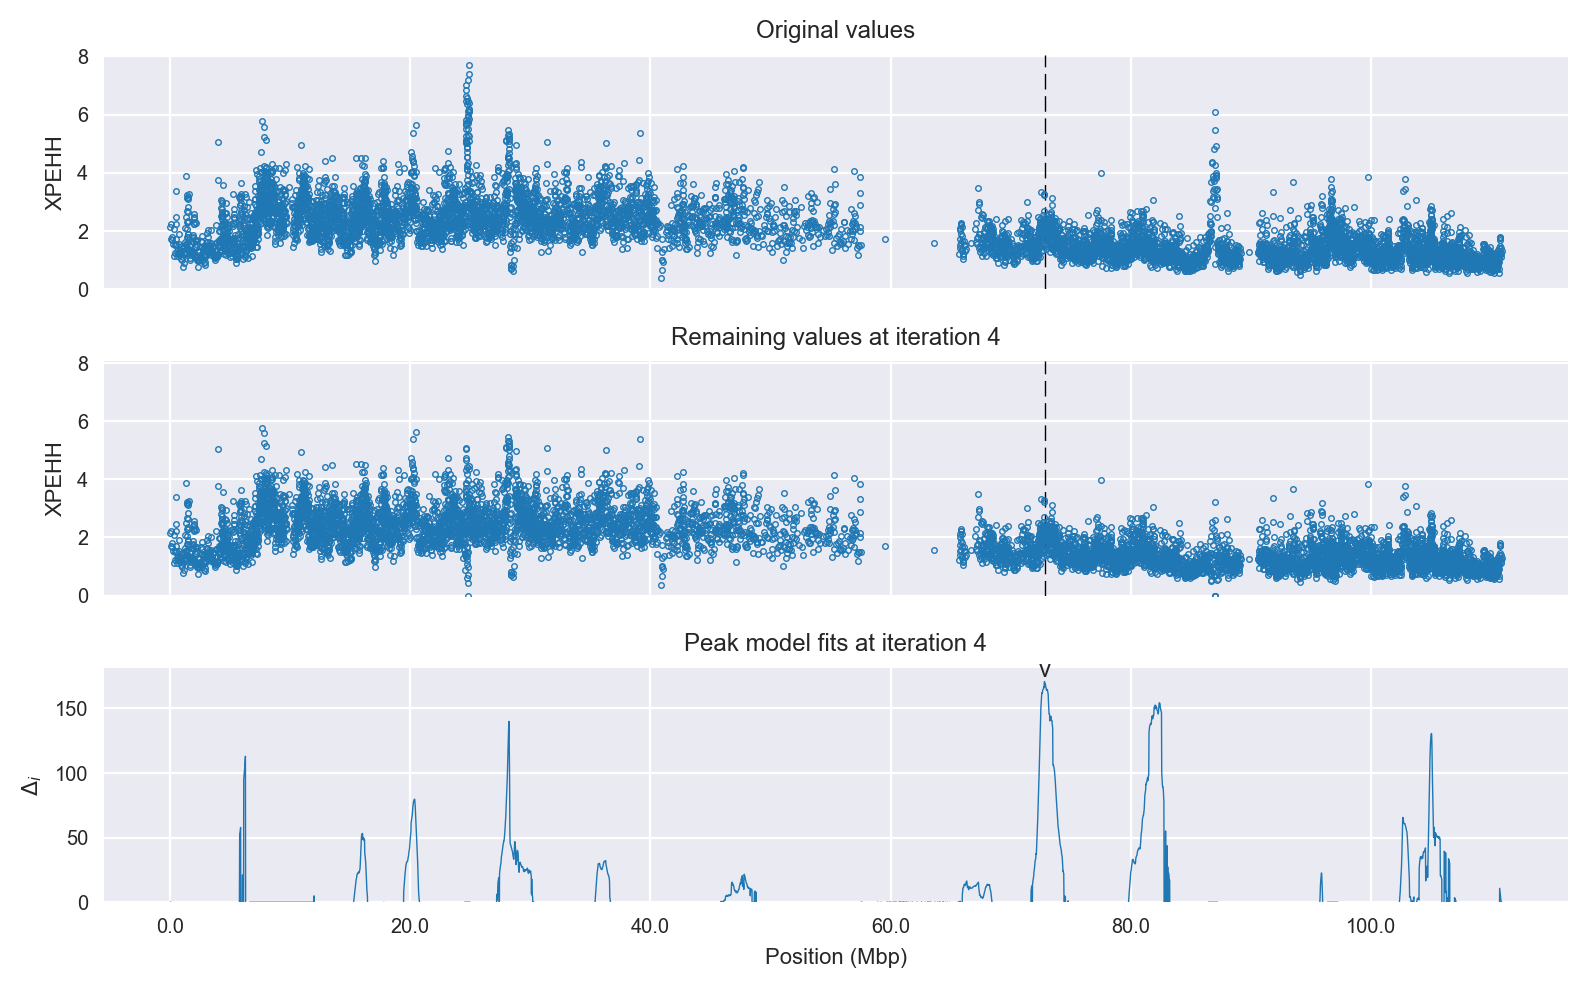 Original values
8
6
4
2
0
XPEHH
Remaining values at iteration 4
8
6
4
2
0
XPEHH
Peak model fits at iteration 4
v
150
100
50
0
Δi
0.0 20.0 40.0 60.0 80.0 100.0
Position (Mbp)